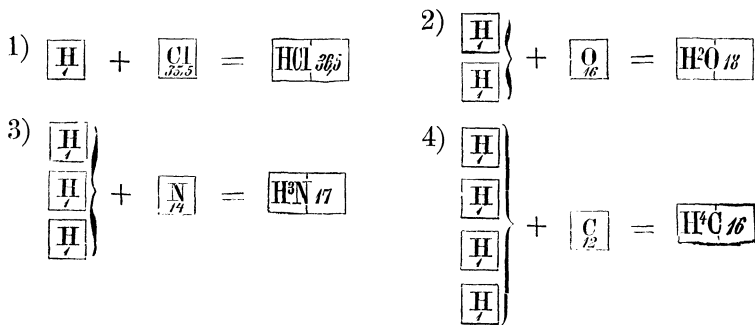 1) H 1 + Cl 35,5 = HCl 36,5
2) H 1 H 1 + O 16 = H²O 18
3) H 1 H 1 H 1 + N 14 = H³N 17
4) H 1 H 1 H 1 H 1 + C 12 = H⁴C 16